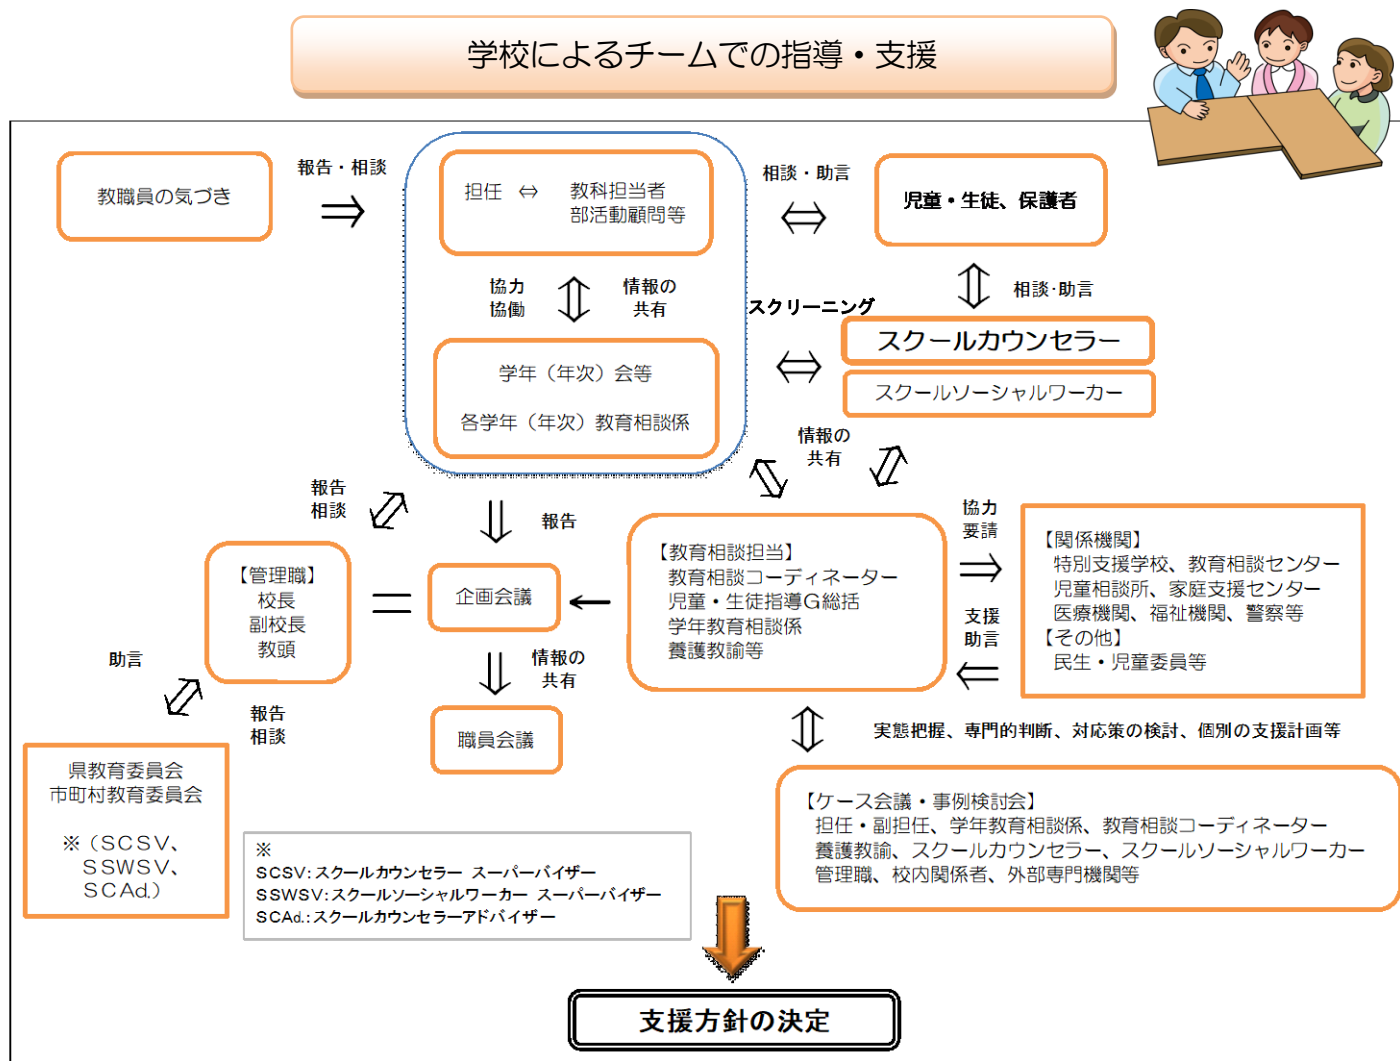 学校によるチームでの指導・支援
教職員の気づき
報告・相談
担任 ⇔ 教科担当者
部活動顧問等
相談・助言
児童・生徒、保護者
協力
協働
情報の
共有
相談・助言
スクリーニング
スクールカウンセラー
スクールソーシャルワーカー
学年（年次）会等
各学年（年次）教育相談係
情報の
共有
報告
相談
報告
【管理職】
校長
副校長
教頭
企画会議
【教育相談担当】
教育相談コーディネーター
児童・生徒指導G総括
学年教育相談係
養護教諭等
協力
要請
支援
助言
【関係機関】
特別支援学校、教育相談センター
児童相談所、家庭支援センター
医療機関、福祉機関、警察等
【その他】
民生・児童委員等
助言
報告
相談
情報の
共有
職員会議
実態把握、専門的判断、対応策の検討、個別の支援計画等
県教育委員会
市町村教育委員会
※（ＳＣＳＶ、
ＳＳＷＳＶ、
ＳＣＡｄ.）
※
SCSV：スクールカウンセラー スーパーバイザー
SSWSV：スクールソーシャルワーカー スーパーバイザー
SCAd.：スクールカウンセラーアドバイザー
【ケース会議・事例検討会】
担任・副担任、学年教育相談係、教育相談コーディネーター
養護教諭、スクールカウンセラー、スクールソーシャルワーカー
管理職、校内関係者、外部専門機関等
支援方針の決定